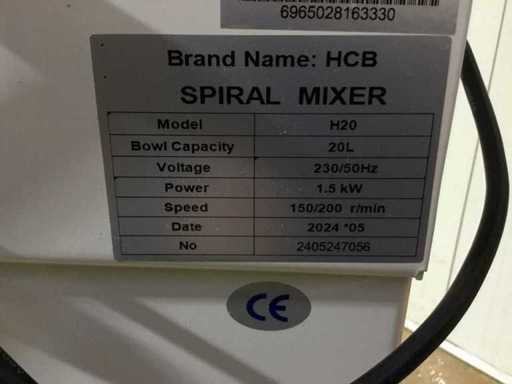 6965028163330
Brand Name: HCB
SPIRAL MIXER
Model H20
Bowl Capacity 20L
Voltage 230/50Hz
Power 1.5 kW
Speed 150/200 r/min
Date 2024 *05
No 2405247056
CE